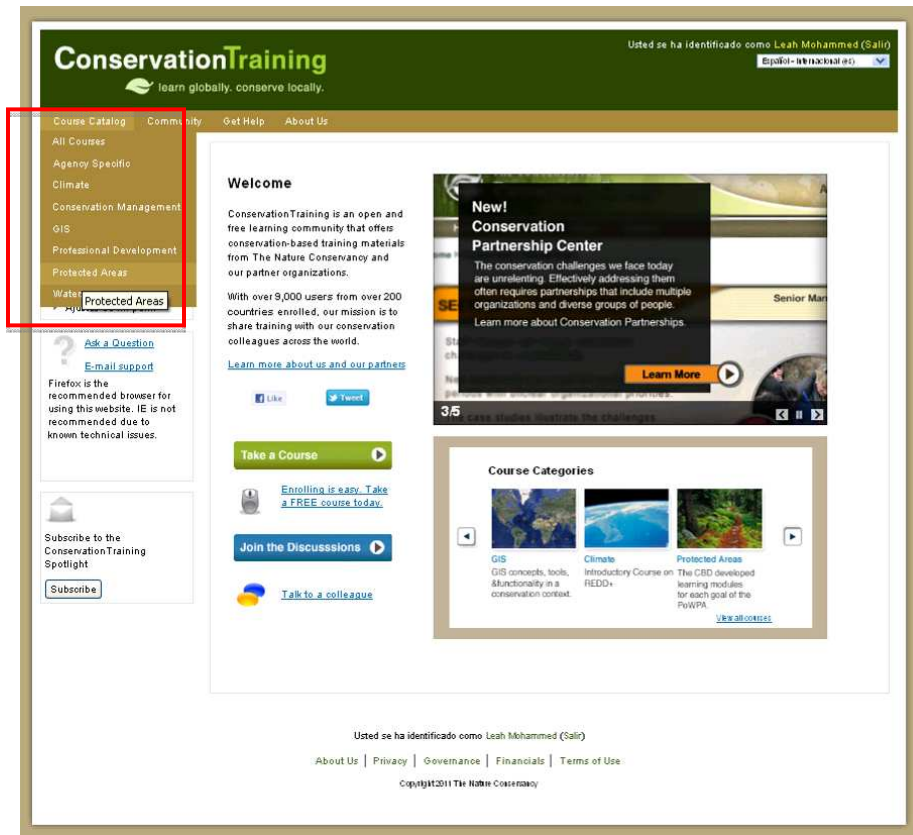 ConservationTraining
learn globally. conserve locally.
Usted se ha identificado como Leah Mohammed (Salir)
Español - Internacional (es)
Course Catalog Community Get Help About Us
All Courses
Agency Specific
Climate
Conservation Management
GIS
Professional Development
Protected Areas
Water
Protected Areas
Ask a Question
E-mail support
Firefox is the
recommended browser for
using this website. IE is not
recommended due to
known technical issues.
Subscribe to the
ConservationTraining
Spotlight
Subscribe
Welcome
ConservationTraining is an open and
free learning community that offers
conservation-based training materials
from The Nature Conservancy and
our partner organizations.
With over 9,000 users from over 200
countries enrolled, our mission is to
share training with our conservation
colleagues across the world.
Learn more about us and our partners
Like Tweet
Take a Course
Enrolling is easy. Take
a FREE course today.
Join the Discusssions
Talk to a colleague
New!
Conservation
Partnership Center
The conservation challenges we face today
are unrelenting. Effectively addressing them
often requires partnerships that include multiple
organizations and diverse groups of people.
Learn more about Conservation Partnerships.
Learn More
Senior Man
The case studies illustrate the challenges
3/5
Course Categories
GIS
GIS concepts, tools,
&functionality in a
conservation context.
Climate
Introductory Course on
REDD+
Protected Areas
The CBD developed
learning modules
for each goal of the
PoWPA.
View all courses
Usted se ha identificado como Leah Mohammed (Salir)
About Us | Privacy | Governance | Financials | Terms of Use
Copyright 2011 The Nature Conservancy